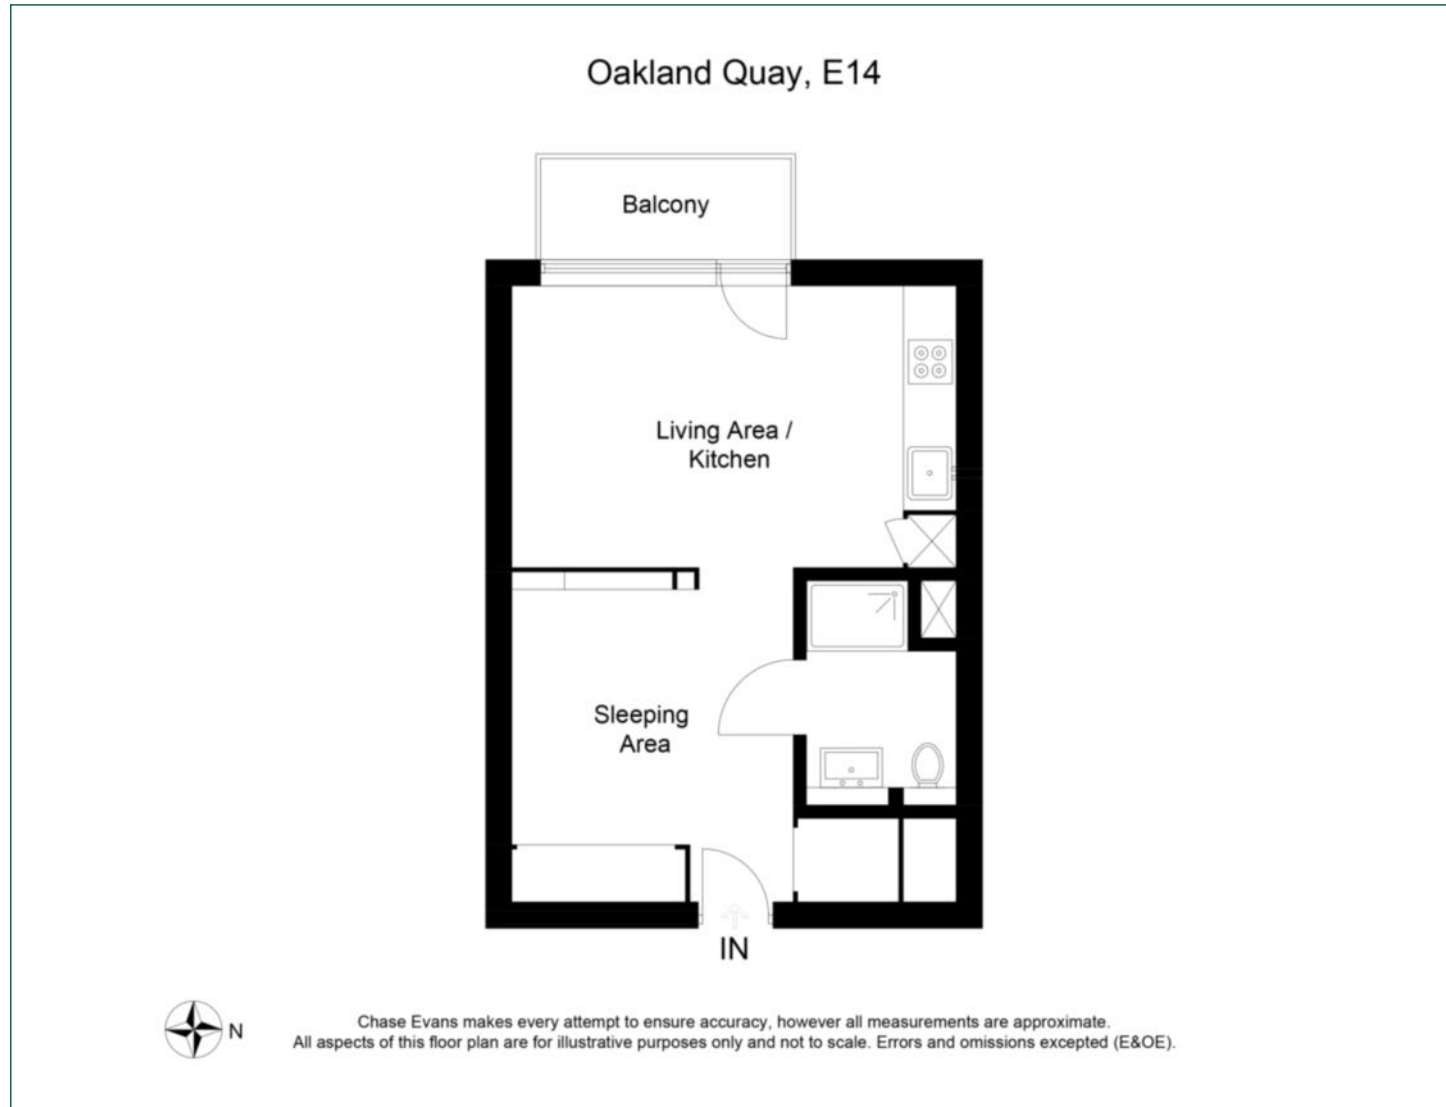 Oakland Quay, E14
Balcony
Living Area /
Kitchen
Sleeping
Area
IN
N
Chase Evans makes every attempt to ensure accuracy, however all measurements are approximate.
All aspects of this floor plan are for illustrative purposes only and not to scale. Errors and omissions excepted (E&OE).